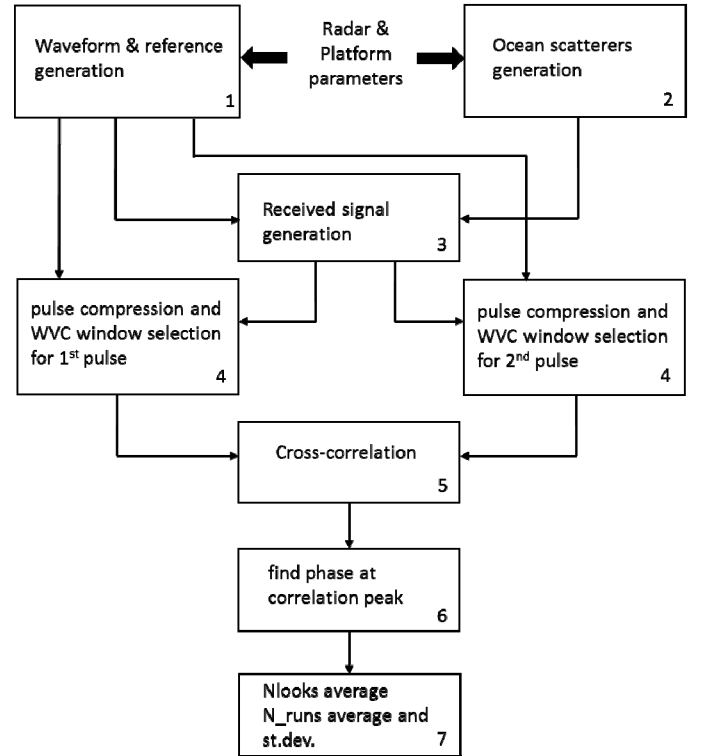 Waveform & reference
generation
1
Radar &
Platform
parameters
Ocean scatterers
generation
2
Received signal
generation
3
pulse compression and
WVC window selection
for 1st pulse
4
pulse compression and
WVC window selection
for 2nd pulse
4
Cross-correlation
5
find phase at
correlation peak
6
Nlooks average
N_runs average and
st.dev.
7